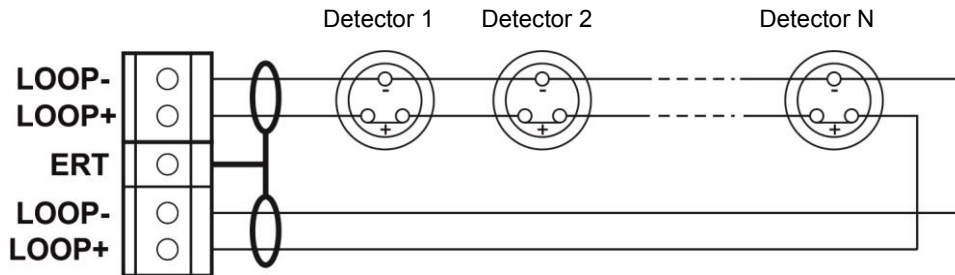 Detector 1 Detector 2 Detector N
LOOP-
LOOP+
ERT
LOOP-
LOOP+
- - -
+ + +